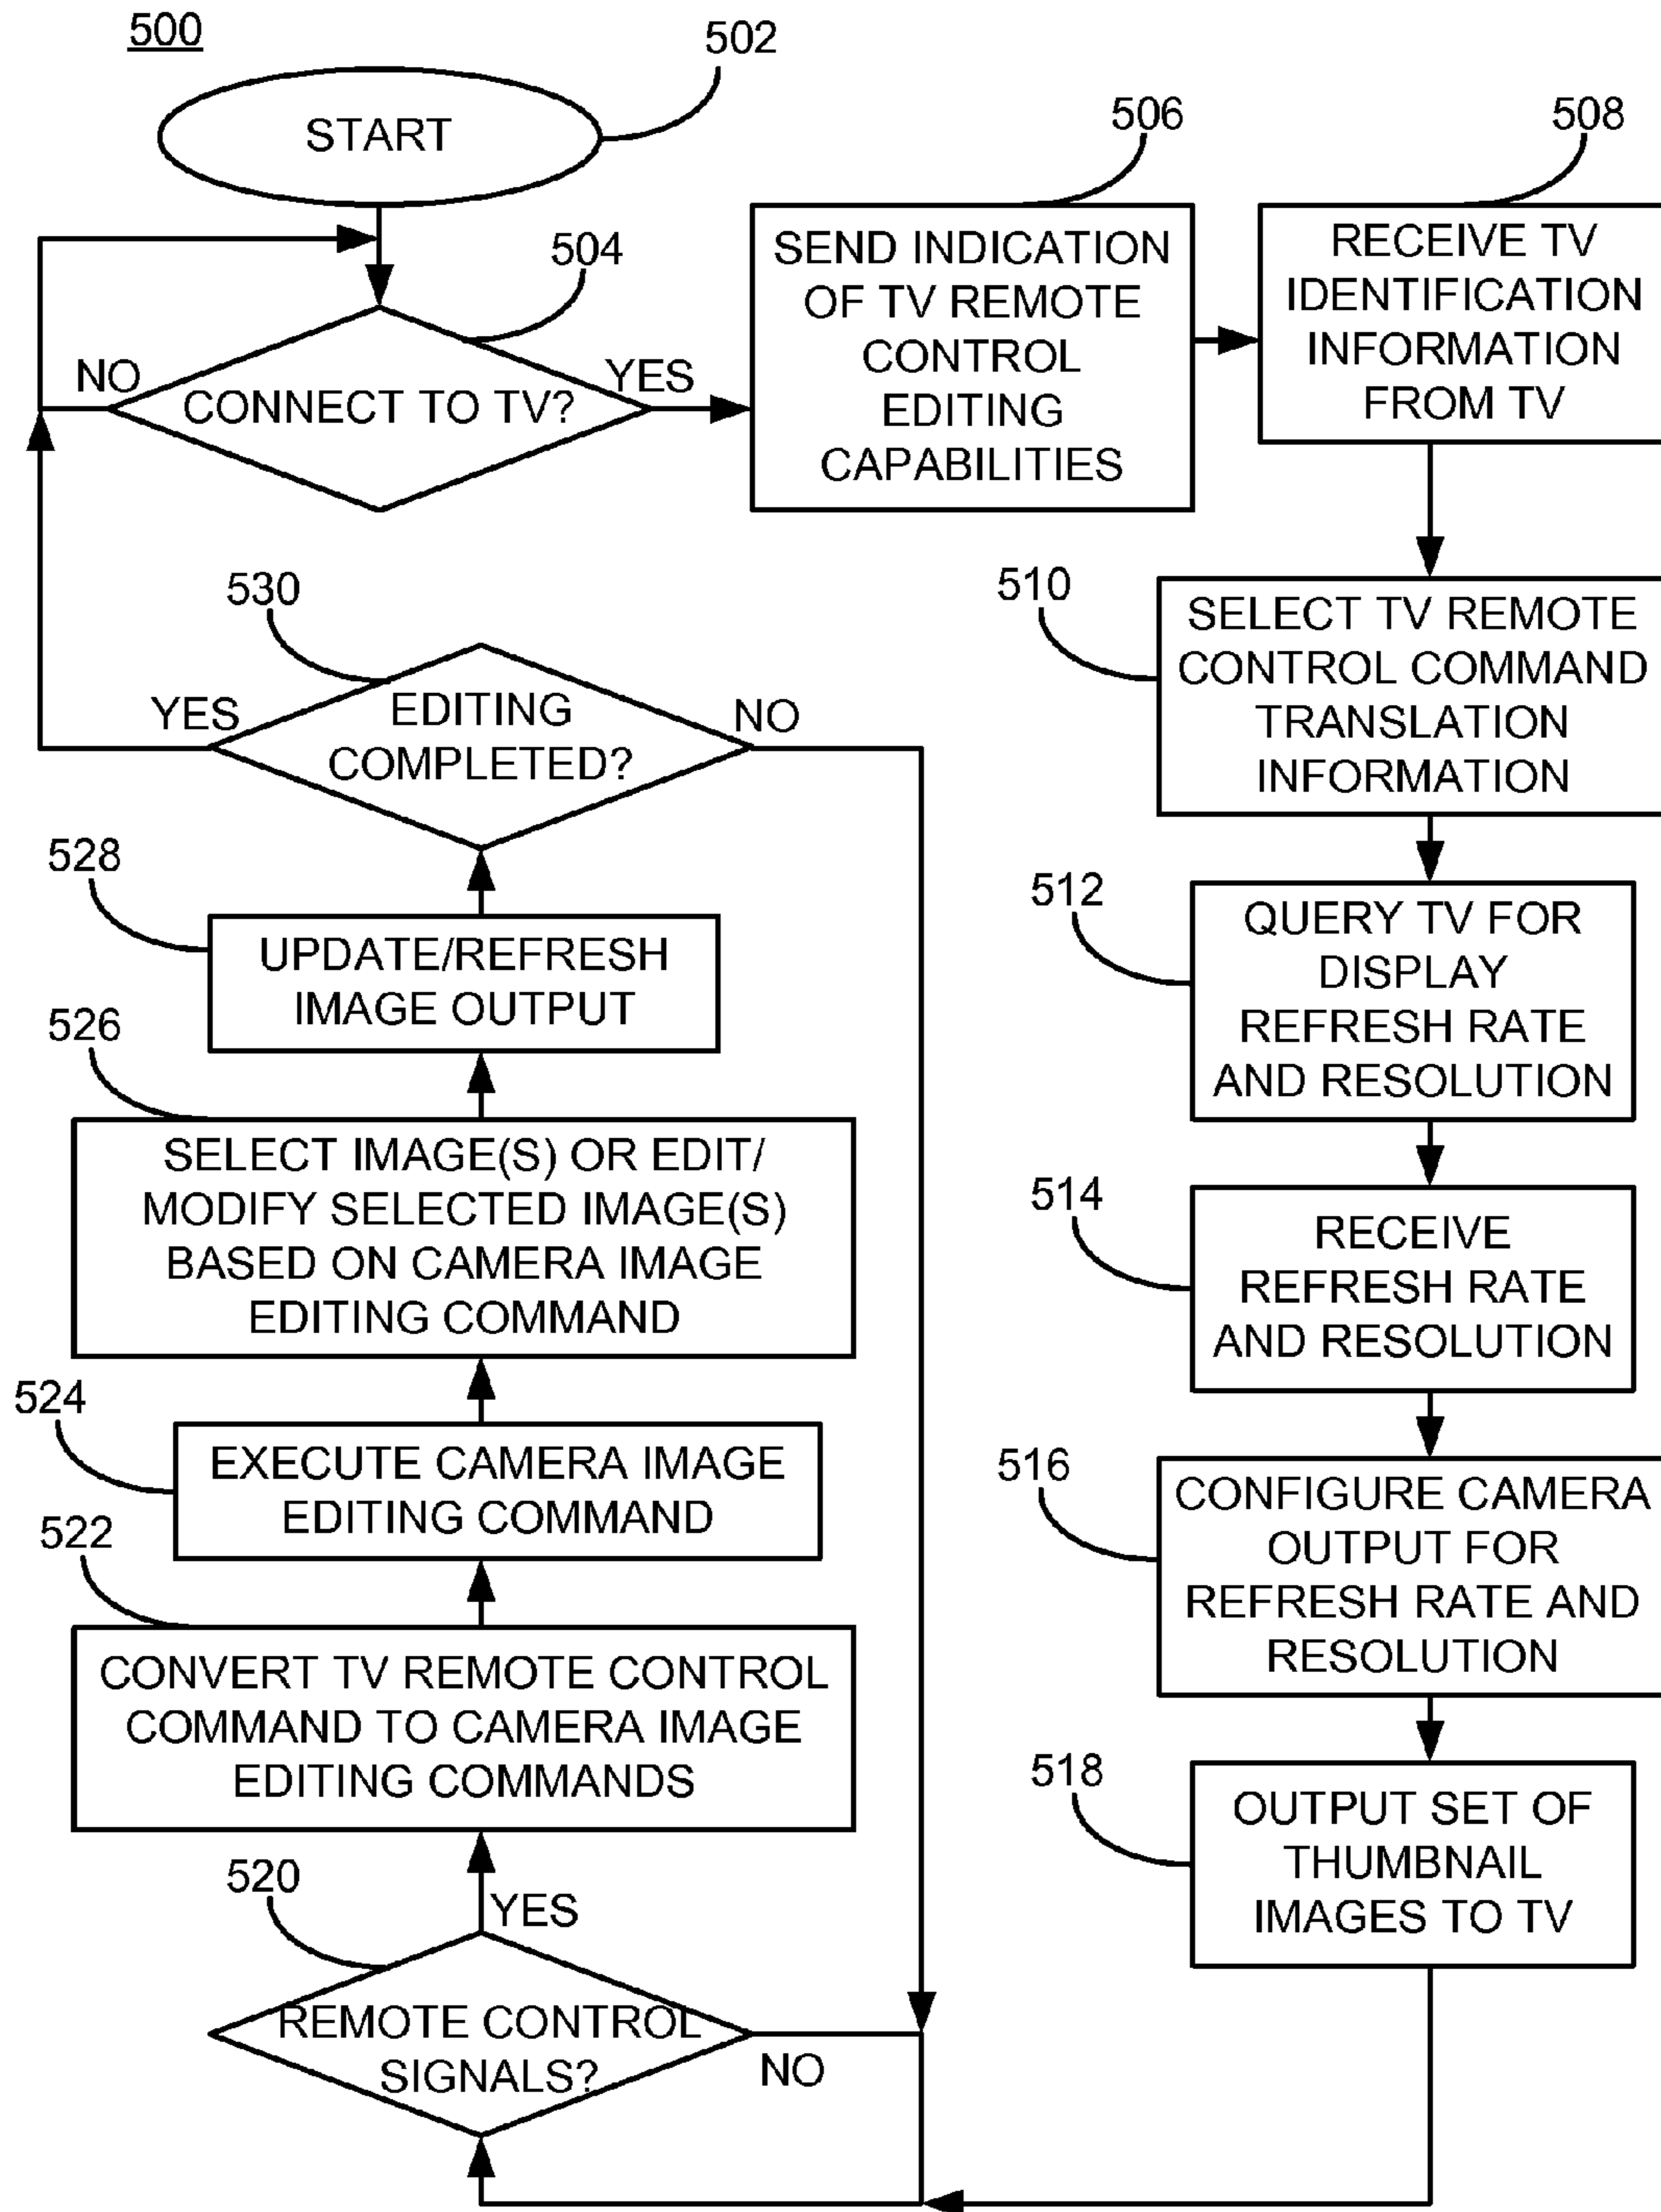 500
502
START
504
CONNECT TO TV?
NO
YES
506
SEND INDICATION
OF TV REMOTE
CONTROL
EDITING
CAPABILITIES
508
RECEIVE TV
IDENTIFICATION
INFORMATION
FROM TV
510
SELECT TV REMOTE
CONTROL COMMAND
TRANSLATION
INFORMATION
512
QUERY TV FOR
DISPLAY
REFRESH RATE
AND RESOLUTION
514
RECEIVE
REFRESH RATE
AND RESOLUTION
516
CONFIGURE CAMERA
OUTPUT FOR
REFRESH RATE AND
RESOLUTION
518
OUTPUT SET OF
THUMBNAIL
IMAGES TO TV
520
REMOTE CONTROL
SIGNALS?
YES
NO
522
CONVERT TV REMOTE CONTROL
COMMAND TO CAMERA IMAGE
EDITING COMMANDS
524
EXECUTE CAMERA IMAGE
EDITING COMMAND
526
SELECT IMAGE(S) OR EDIT/
MODIFY SELECTED IMAGE(S)
BASED ON CAMERA IMAGE
EDITING COMMAND
528
UPDATE/REFRESH
IMAGE OUTPUT
530
EDITING
COMPLETED?
YES
NO